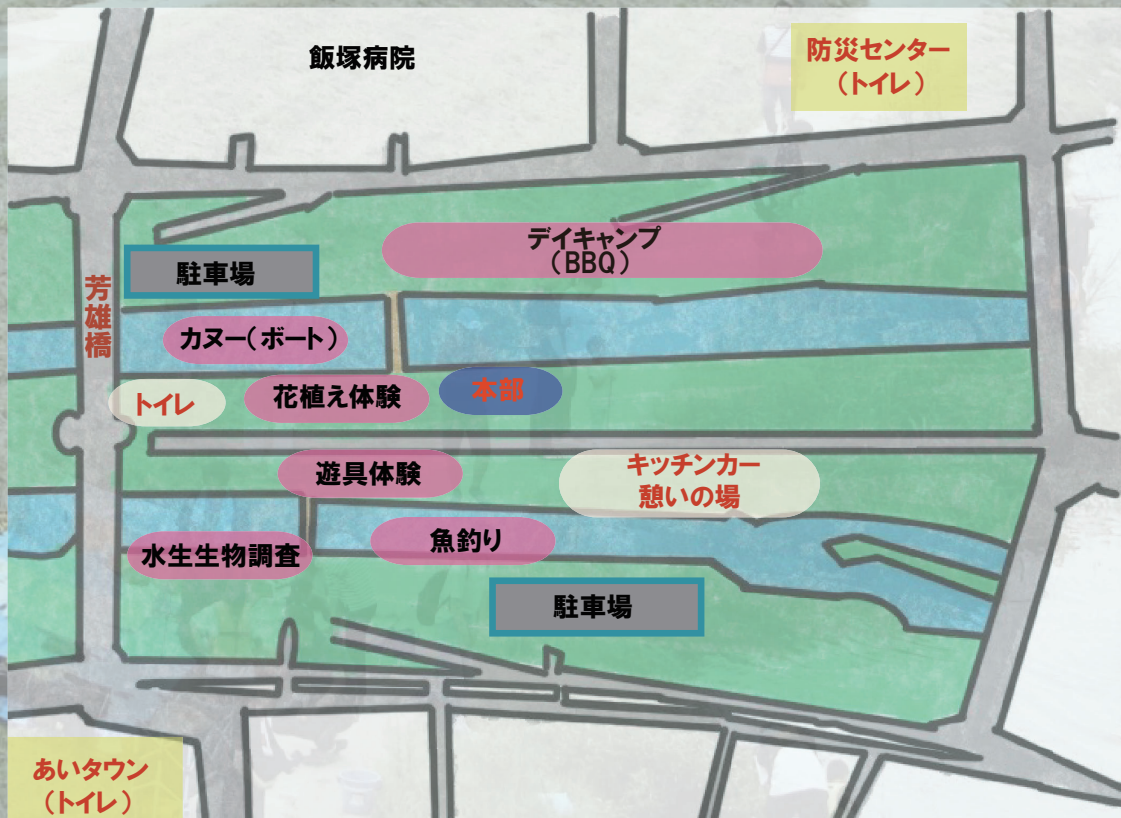 飯塚病院
防災センター
(トイレ)
デイキャンプ
(BBQ)
駐車場
芳雄橋
カヌー(ボート)
トイレ
花植え体験
本部
遊具体験
キッチンカー
憩いの場
水生生物調査
魚釣り
駐車場
あいタウン
(トイレ)